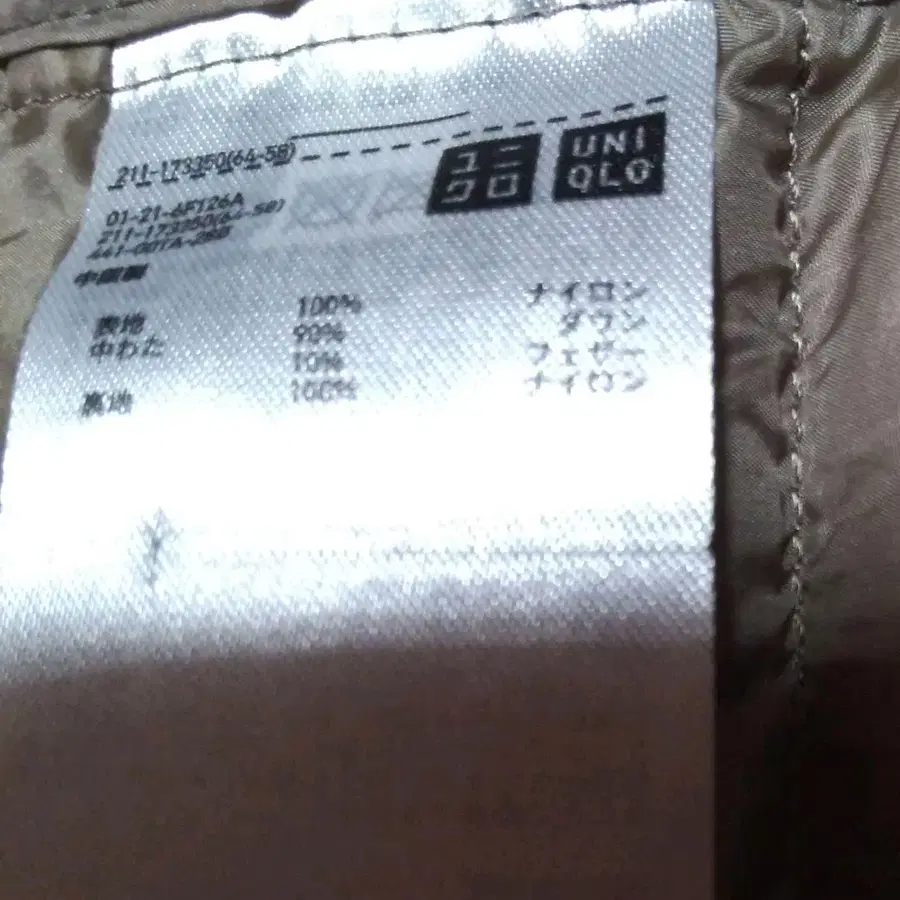 211-173350(64-58)
ユニ
クロ
UNI
QLO
01-21-6F126A
211-173350(64-58)
中国製
表地 100% ナイロン
中わた 90% ダウン
10% フェザー
裏地 100% ナイロン